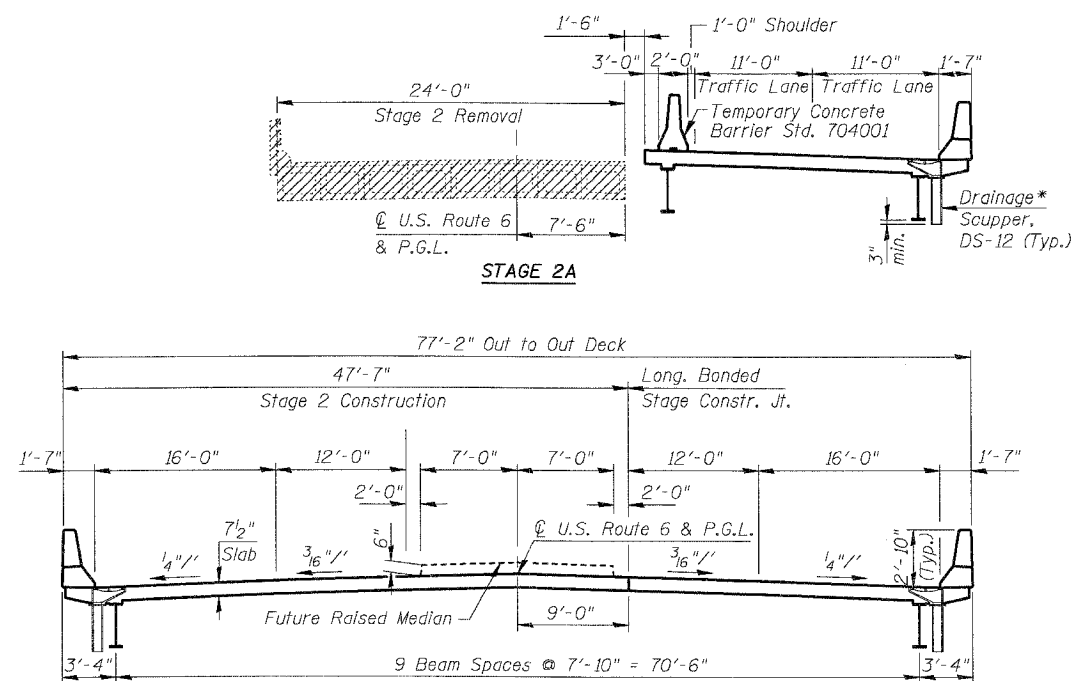 1'-6"
1'-0" Shoulder
3'-0" 2'-0" 11'-0" 11'-0" 1'-7"
Traffic Lane Traffic Lane
24'-0"
Stage 2 Removal
Temporary Concrete
Barrier Std. 704001
℄ U.S. Route 6
& P.G.L.
7'-6"
3" min.
Drainage*
Scupper,
DS-12 (Typ.)
STAGE 2A
77'-2" Out to Out Deck
47'-7"
Stage 2 Construction
Long. Bonded
Stage Constr. Jt.
1'-7" 16'-0" 12'-0" 7'-0" 7'-0" 12'-0" 16'-0" 1'-7"
2'-0" 2'-0"
7½"
Slab
6"
℄ U.S. Route 6 & P.G.L.
2'-10"
(Typ.)
¼"/' 3/16"/' 3/16"/' ¼"/'
Future Raised Median
9'-0"
3'-4" 9 Beam Spaces @ 7'-10" = 70'-6" 3'-4"